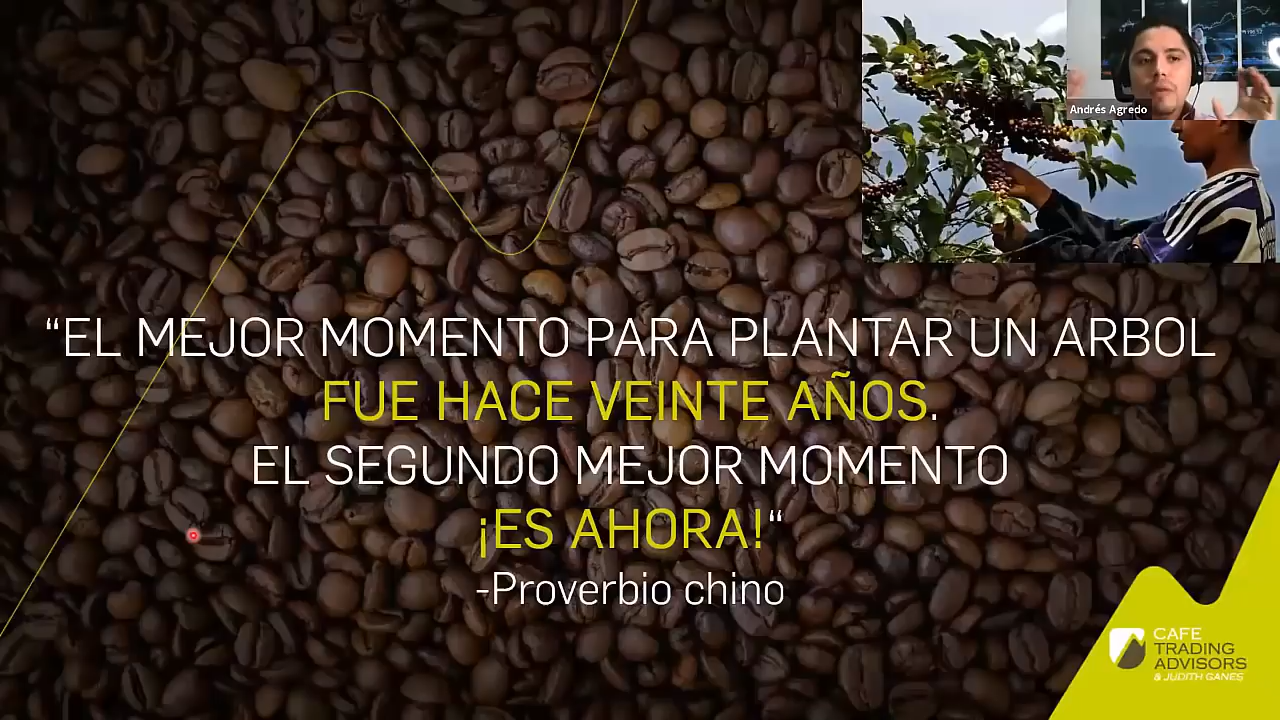 Andrés Agredo
“EL MEJOR MOMENTO PARA PLANTAR UN ARBOL
FUE HACE VEINTE AÑOS.
EL SEGUNDO MEJOR MOMENTO
¡ES AHORA!“
-Proverbio chino
CAFE
TRADING
ADVISORS
& JUDITH GANES